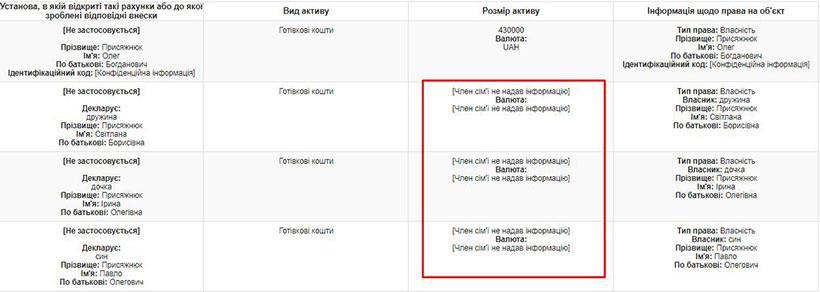 Установа, в якій відкриті такі рахунки або до якої зроблені відповідні внески
Вид активу
Розмір активу
Інформація щодо права на об'єкт
[Не застосовується]
Прізвище: Присяжнюк
Ім'я: Олег
По батькові: Богданович
Ідентифікаційний код: [Конфіденційна інформація]
Готівкові кошти
430000
Валюта:
UAH
Тип права: Власність
Прізвище: Присяжнюк
Ім'я: Олег
По батькові: Богданович
Ідентифікаційний код: [Конфіденційна інформація]
[Не застосовується]
Декларує:
дружина
Прізвище: Присяжнюк
Ім'я: Світлана
По батькові: Борисівна
Готівкові кошти
[Член сім'ї не надав інформацію]
Валюта:
[Член сім'ї не надав інформацію]
Тип права: Власність
Власник: дружина
Прізвище: Присяжнюк
Ім'я: Світлана
По батькові: Борисівна
[Не застосовується]
Декларує:
дочка
Прізвище: Присяжнюк
Ім'я: Ірина
По батькові: Олегівна
Готівкові кошти
[Член сім'ї не надав інформацію]
Валюта:
[Член сім'ї не надав інформацію]
Тип права: Власність
Власник: дочка
Прізвище: Присяжнюк
Ім'я: Ірина
По батькові: Олегівна
[Не застосовується]
Декларує:
син
Прізвище: Присяжнюк
Ім'я: Павло
По батькові: Олегович
Готівкові кошти
[Член сім'ї не надав інформацію]
Валюта:
[Член сім'ї не надав інформацію]
Тип права: Власність
Власник: син
Прізвище: Присяжнюк
Ім'я: Павло
По батькові: Олегович